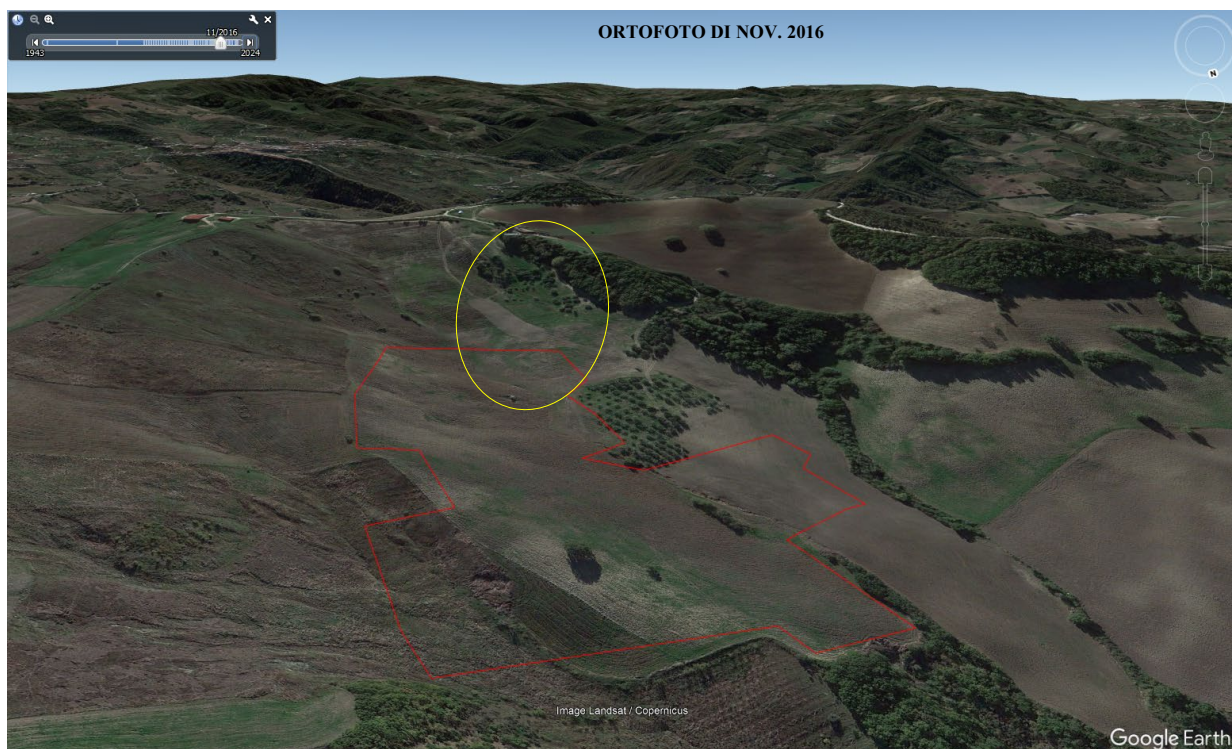 11/2016
1943
2024
ORTOFOTO DI NOV. 2016
N
Image Landsat / Copernicus
Google Earth